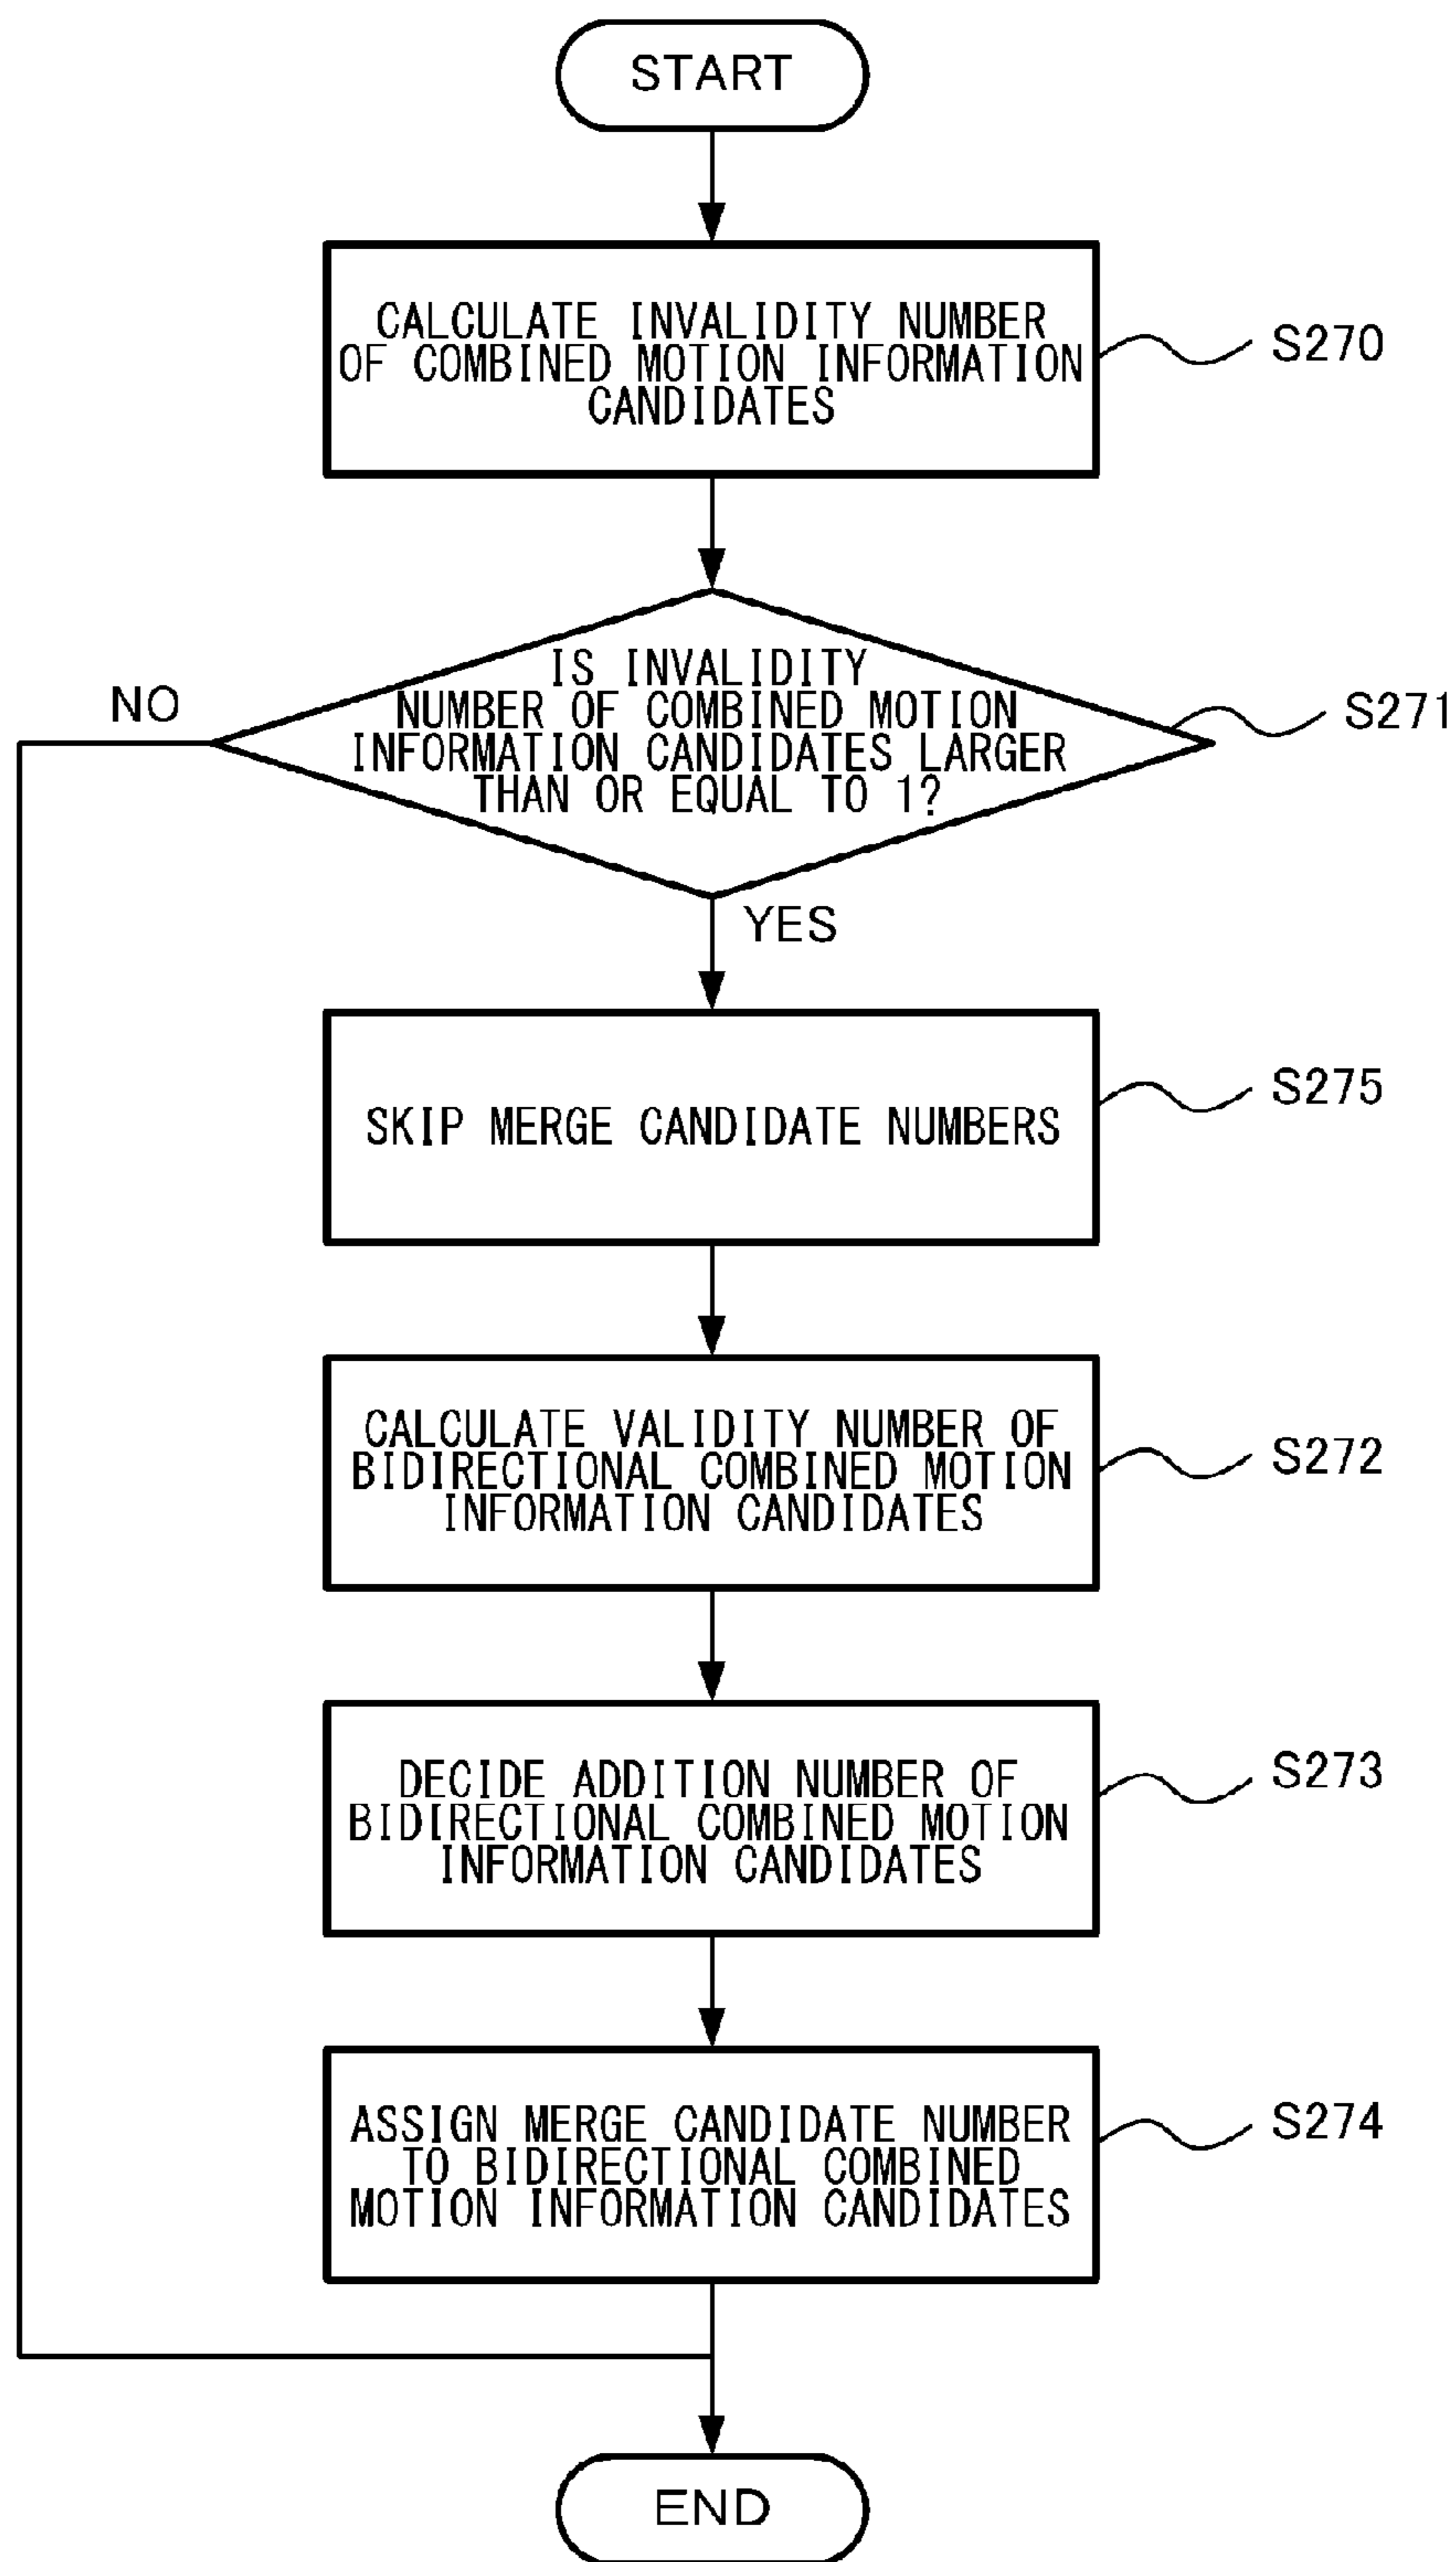 START
CALCULATE INVALIDITY NUMBER
OF COMBINED MOTION INFORMATION
CANDIDATES
S270
IS INVALIDITY
NUMBER OF COMBINED MOTION
INFORMATION CANDIDATES LARGER
THAN OR EQUAL TO 1?
NO
S271
YES
SKIP MERGE CANDIDATE NUMBERS
S275
CALCULATE VALIDITY NUMBER OF
BIDIRECTIONAL COMBINED MOTION
INFORMATION CANDIDATES
S272
DECIDE ADDITION NUMBER OF
BIDIRECTIONAL COMBINED MOTION
INFORMATION CANDIDATES
S273
ASSIGN MERGE CANDIDATE NUMBER
TO BIDIRECTIONAL COMBINED
MOTION INFORMATION CANDIDATES
S274
END